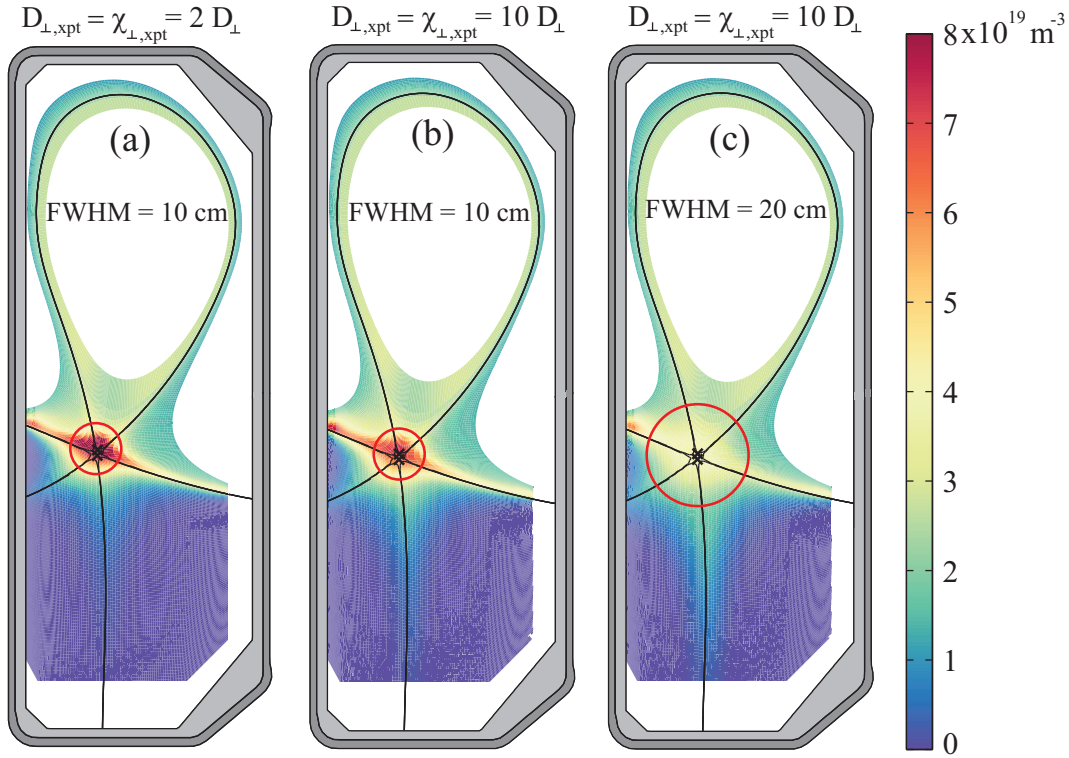 D⊥,xpt = χ⊥,xpt = 2 D⊥
D⊥,xpt = χ⊥,xpt = 10 D⊥
D⊥,xpt = χ⊥,xpt = 10 D⊥
8x10¹⁹ m⁻³
(a)
(b)
(c)
FWHM = 10 cm
FWHM = 10 cm
FWHM = 20 cm
7
6
5
4
3
2
1
0